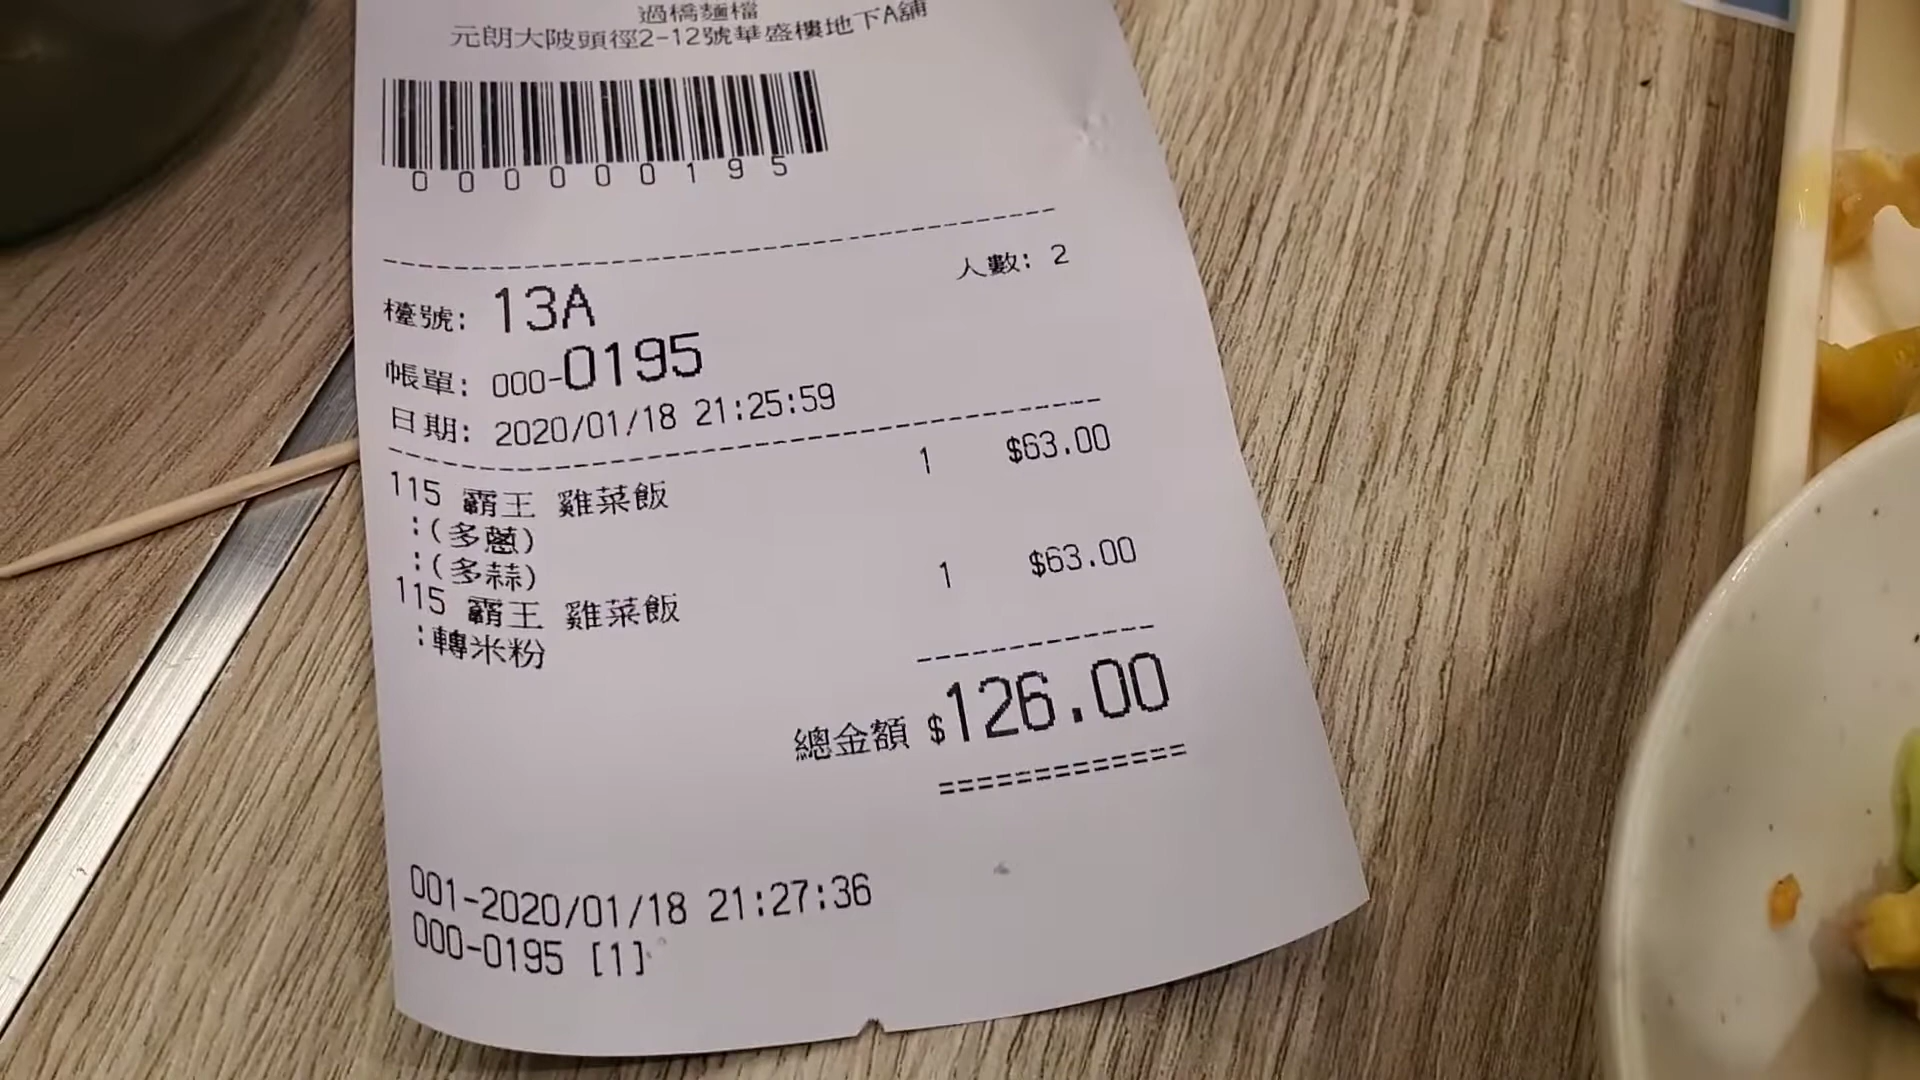 過橋麵檔
元朗大陂頭徑2-12號華盛樓地下A舖
000000195
人數: 2
檯號: 13A
帳單: 000-0195
日期: 2020/01/18 21:25:59
115 霸王 雞菜飯 1 $63.00
:(多蔥)
:(多蒜)
115 霸王 雞菜飯 1 $63.00
:轉米粉
總金額 $126.00
001-2020/01/18 21:27:36
000-0195 [1]